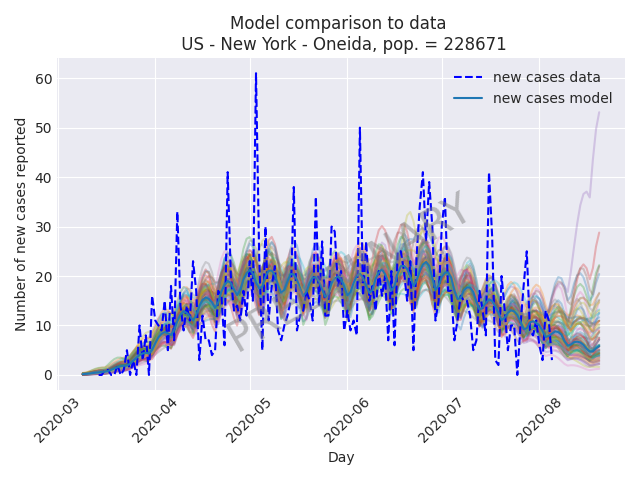 Model comparison to data
US - New York - Oneida, pop. = 228671
new cases data
new cases model
Number of new cases reported
60
50
40
30
20
10
0
PRELIMINARY
2020-03
2020-04
2020-05
2020-06
2020-07
2020-08
Day